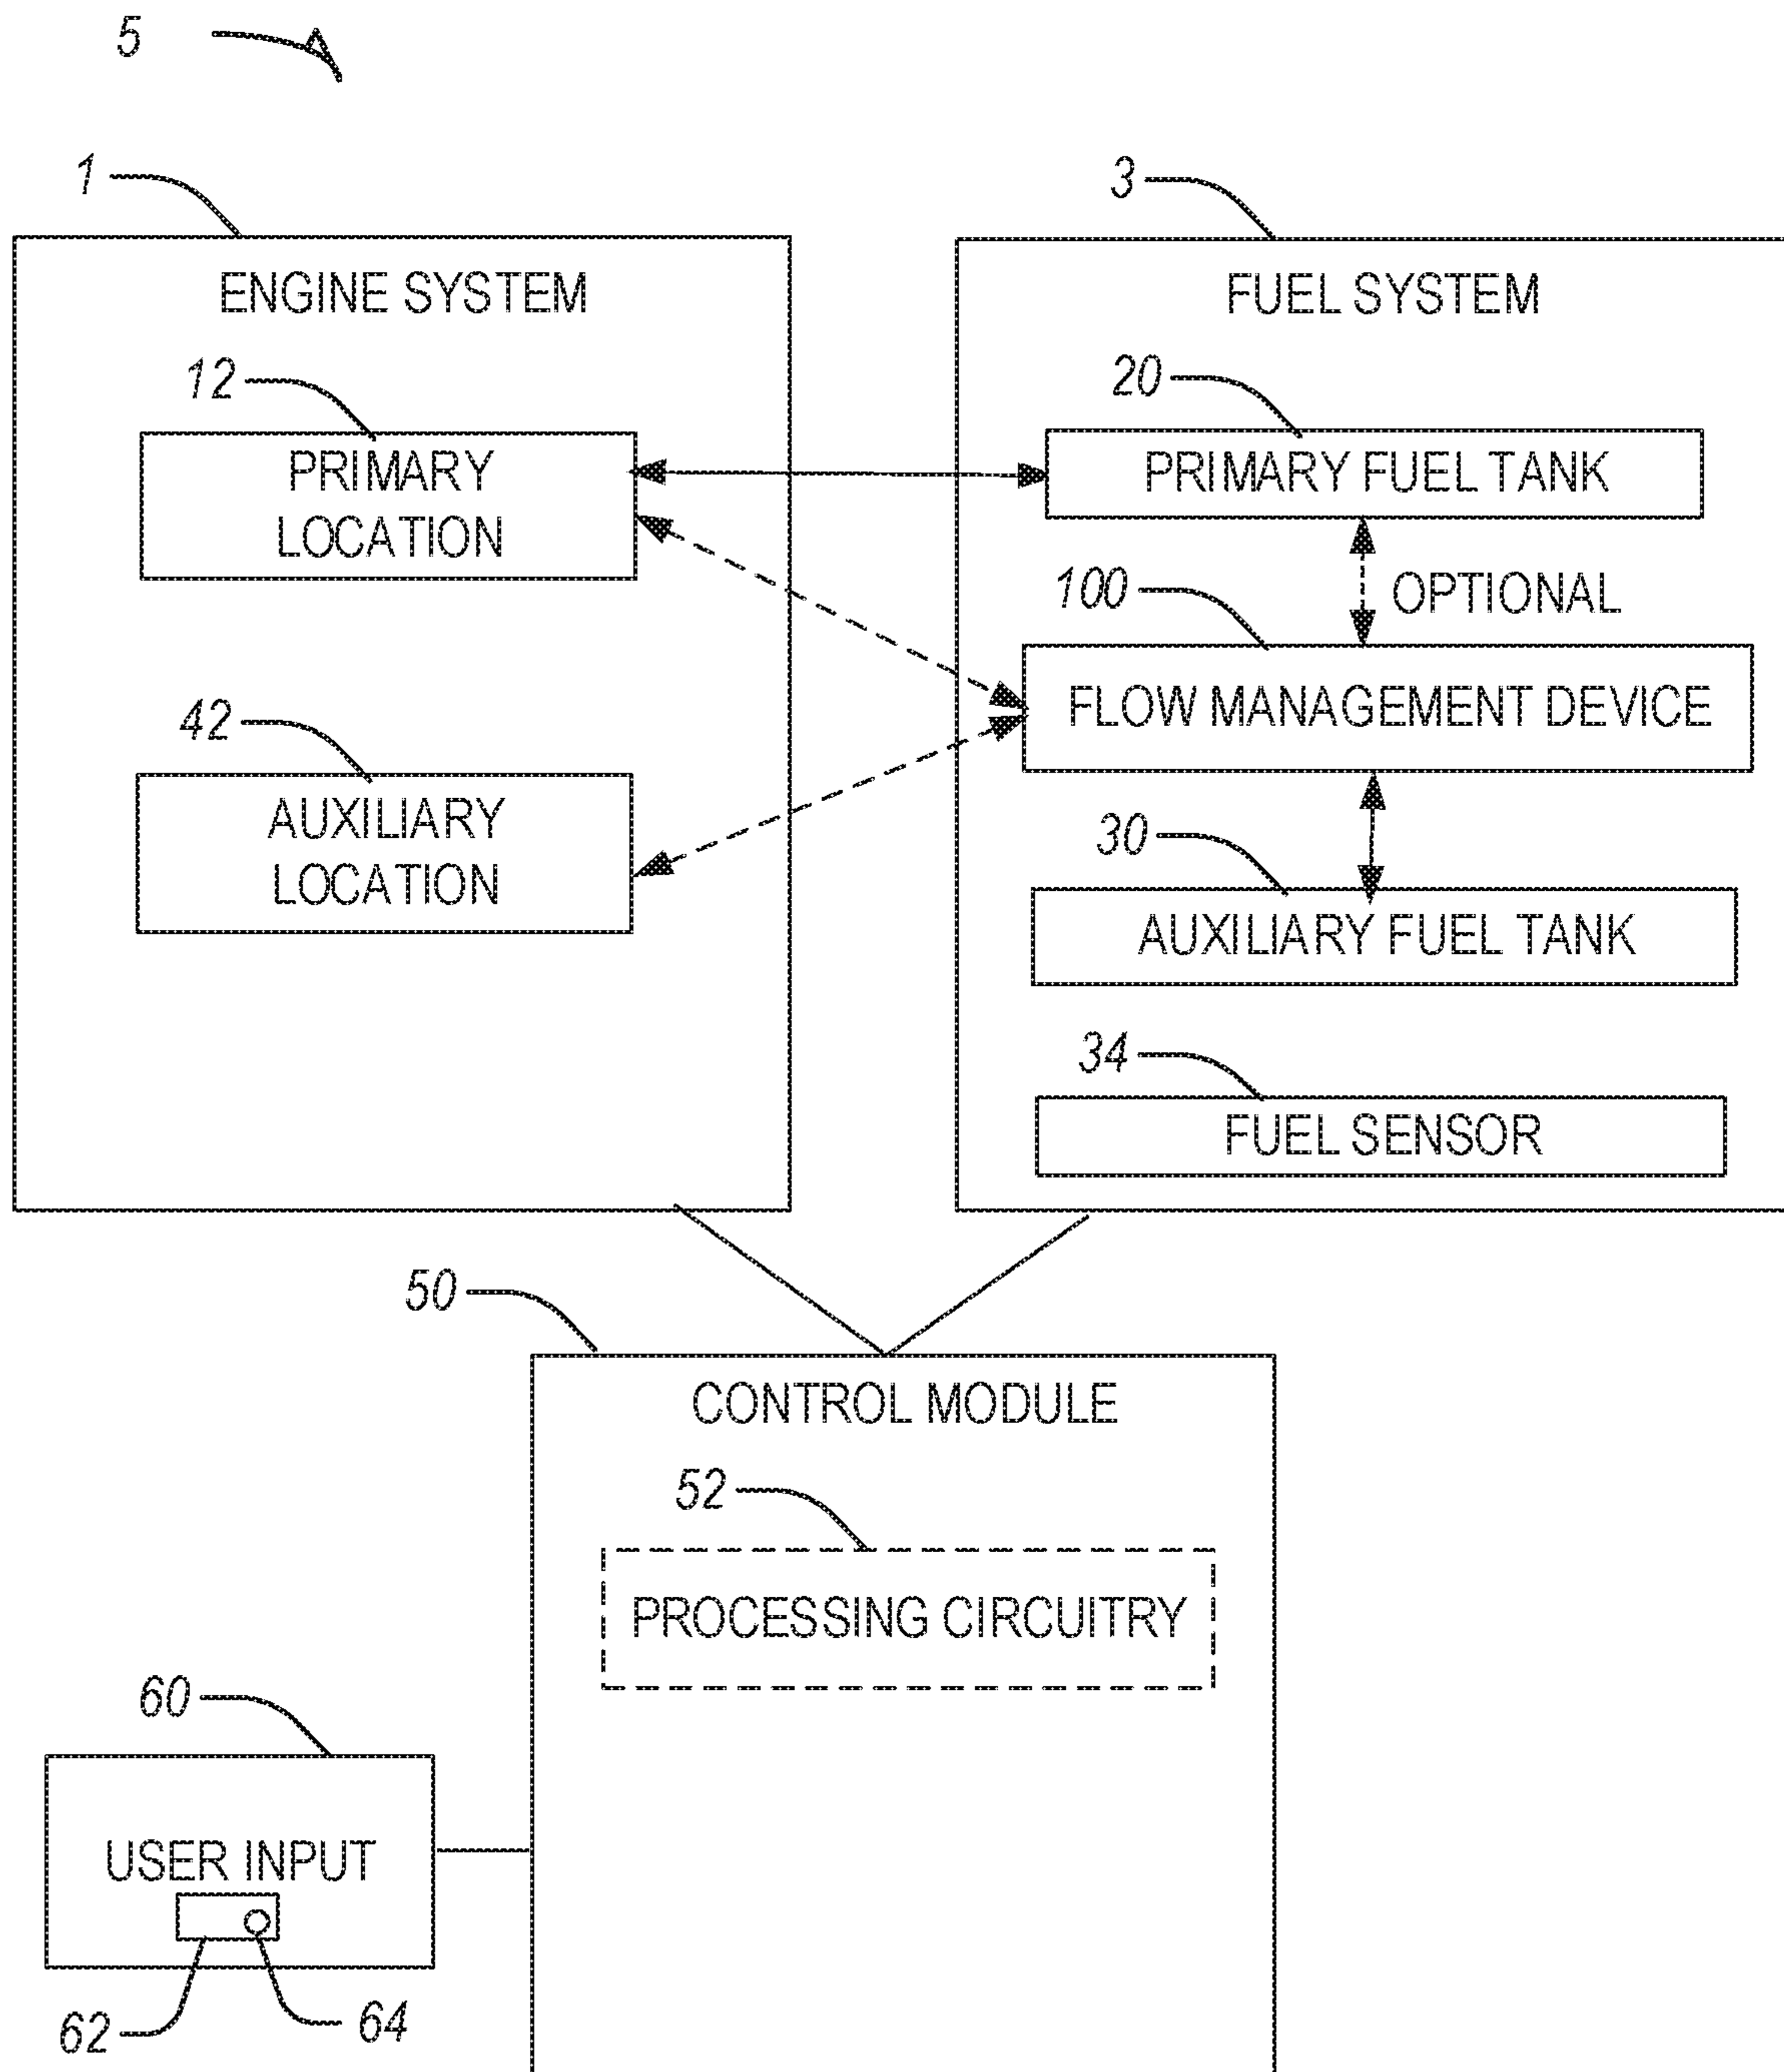 5
1
3
ENGINE SYSTEM
FUEL SYSTEM
12
20
PRIMARY
LOCATION
PRIMARY FUEL TANK
100
OPTIONAL
FLOW MANAGEMENT DEVICE
42
AUXILIARY
LOCATION
30
AUXILIARY FUEL TANK
34
FUEL SENSOR
50
CONTROL MODULE
52
PROCESSING CIRCUITRY
60
USER INPUT
62
64